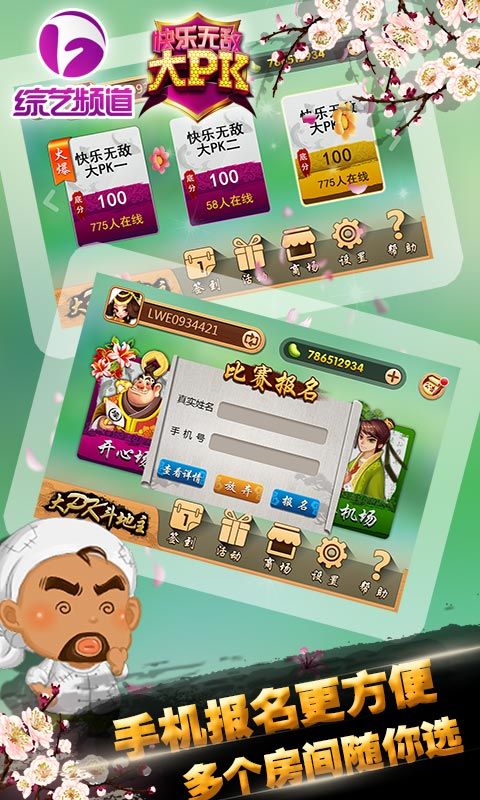 综艺频道
快乐无敌
大PK
786512934
火爆
快乐无敌
大PK一
底分
100
775人在线
快乐无敌
大PK二
底分
100
58人在线
快乐无敌
底分
100
775人在线
签到
活动
商场
设置
帮助
LWE0934421
786512934
比赛报名
真实姓名
手机号
查看详情
放弃
报名
开心场
机场
大PK斗地主
签到
活动
商场
设置
帮助
手机报名更方便
多个房间随你选